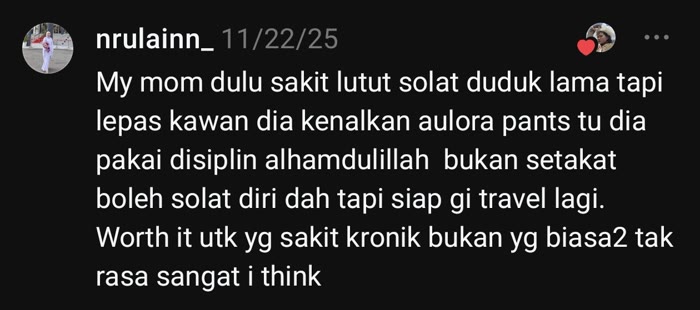 nrulainn_ 11/22/25
My mom dulu sakit lutut solat duduk lama tapi
lepas kawan dia kenalkan aulora pants tu dia
pakai disiplin alhamdulillah  bukan setakat
boleh solat diri dah tapi siap gi travel lagi.
Worth it utk yg sakit kronik bukan yg biasa2 tak
rasa sangat i think